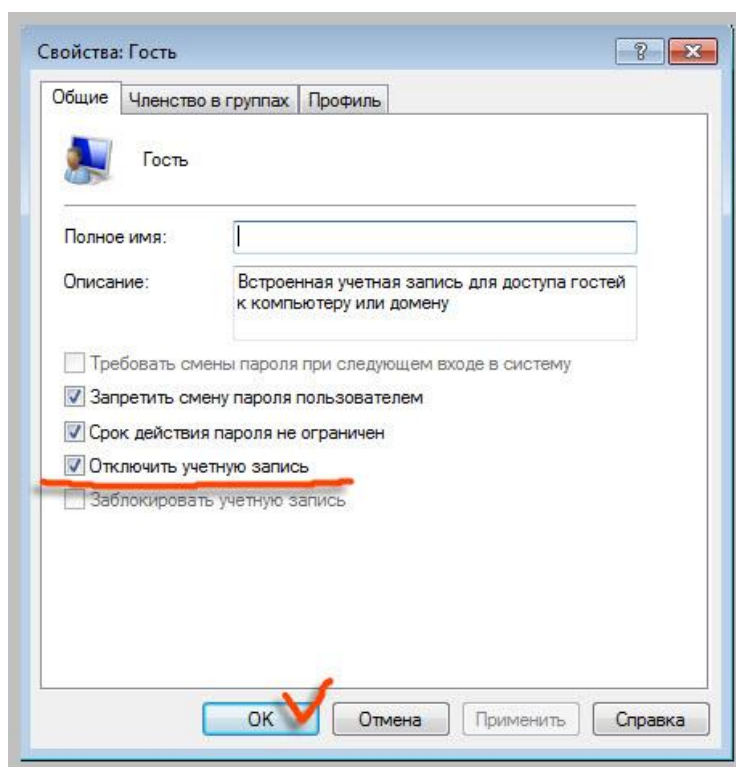 Свойства: Гость
Общие Членство в группах Профиль
Гость
Полное имя:
Описание: Встроенная учетная запись для доступа гостей
к компьютеру или домену
Требовать смены пароля при следующем входе в систему
Запретить смену пароля пользователем
Срок действия пароля не ограничен
Отключить учетную запись
Заблокировать учетную запись
OK Отмена Применить Справка